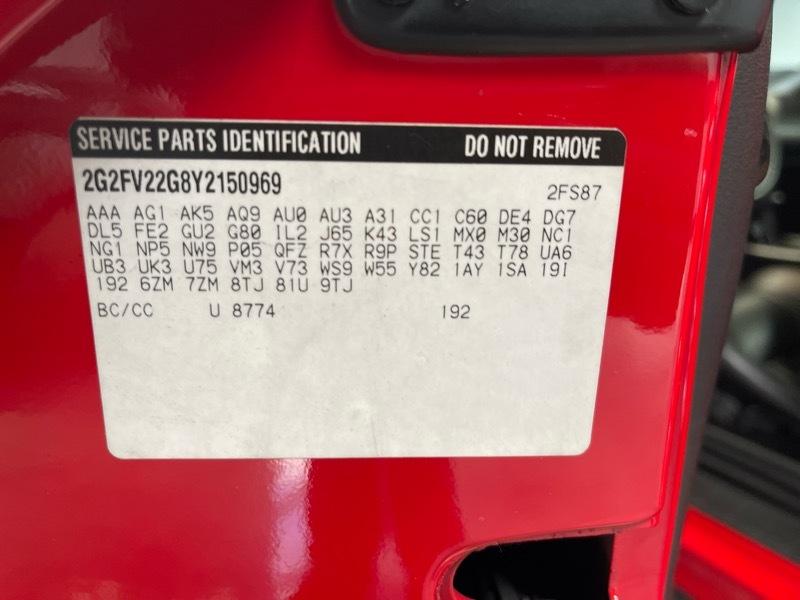 SERVICE PARTS IDENTIFICATION DO NOT REMOVE
2G2FV22G8Y2150969 2FS87
AAA AG1 AK5 AQ9 AU0 AU3 A31 CC1 C60 DE4 DG7
DL5 FE2 GU2 G80 IL2 J65 K43 LS1 MX0 M30 NC1
NG1 NP5 NW9 P05 QFZ R7X R9P STE T43 T78 UA6
UB3 UK3 U75 VM3 V73 WS9 W55 Y82 1AY 1SA 19I
192 6ZM 7ZM 8TJ 81U 9TJ
BC/CC U 8774 192